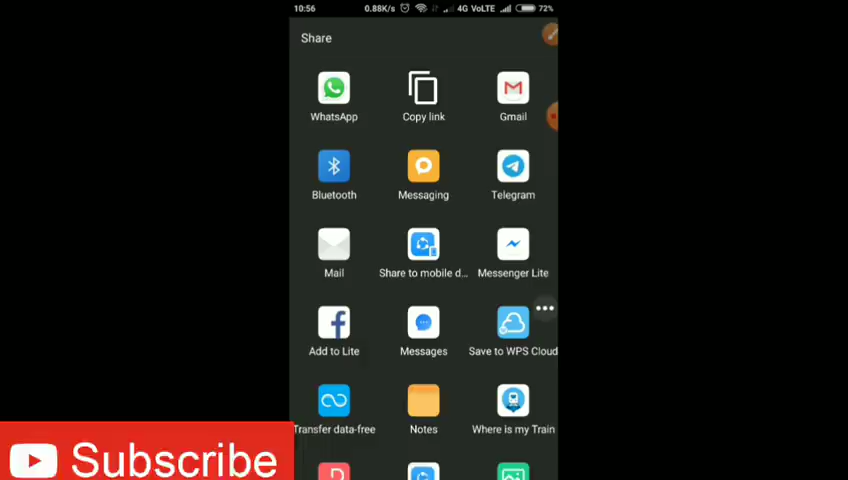 10:56 0.88K/s 4G VoLTE 72%
Share
WhatsApp Copy link Gmail
Bluetooth Messaging Telegram
Mail Share to mobile d... Messenger Lite
Add to Lite Messages Save to WPS Cloud
Transfer data-free Notes Where is my Train
Subscribe